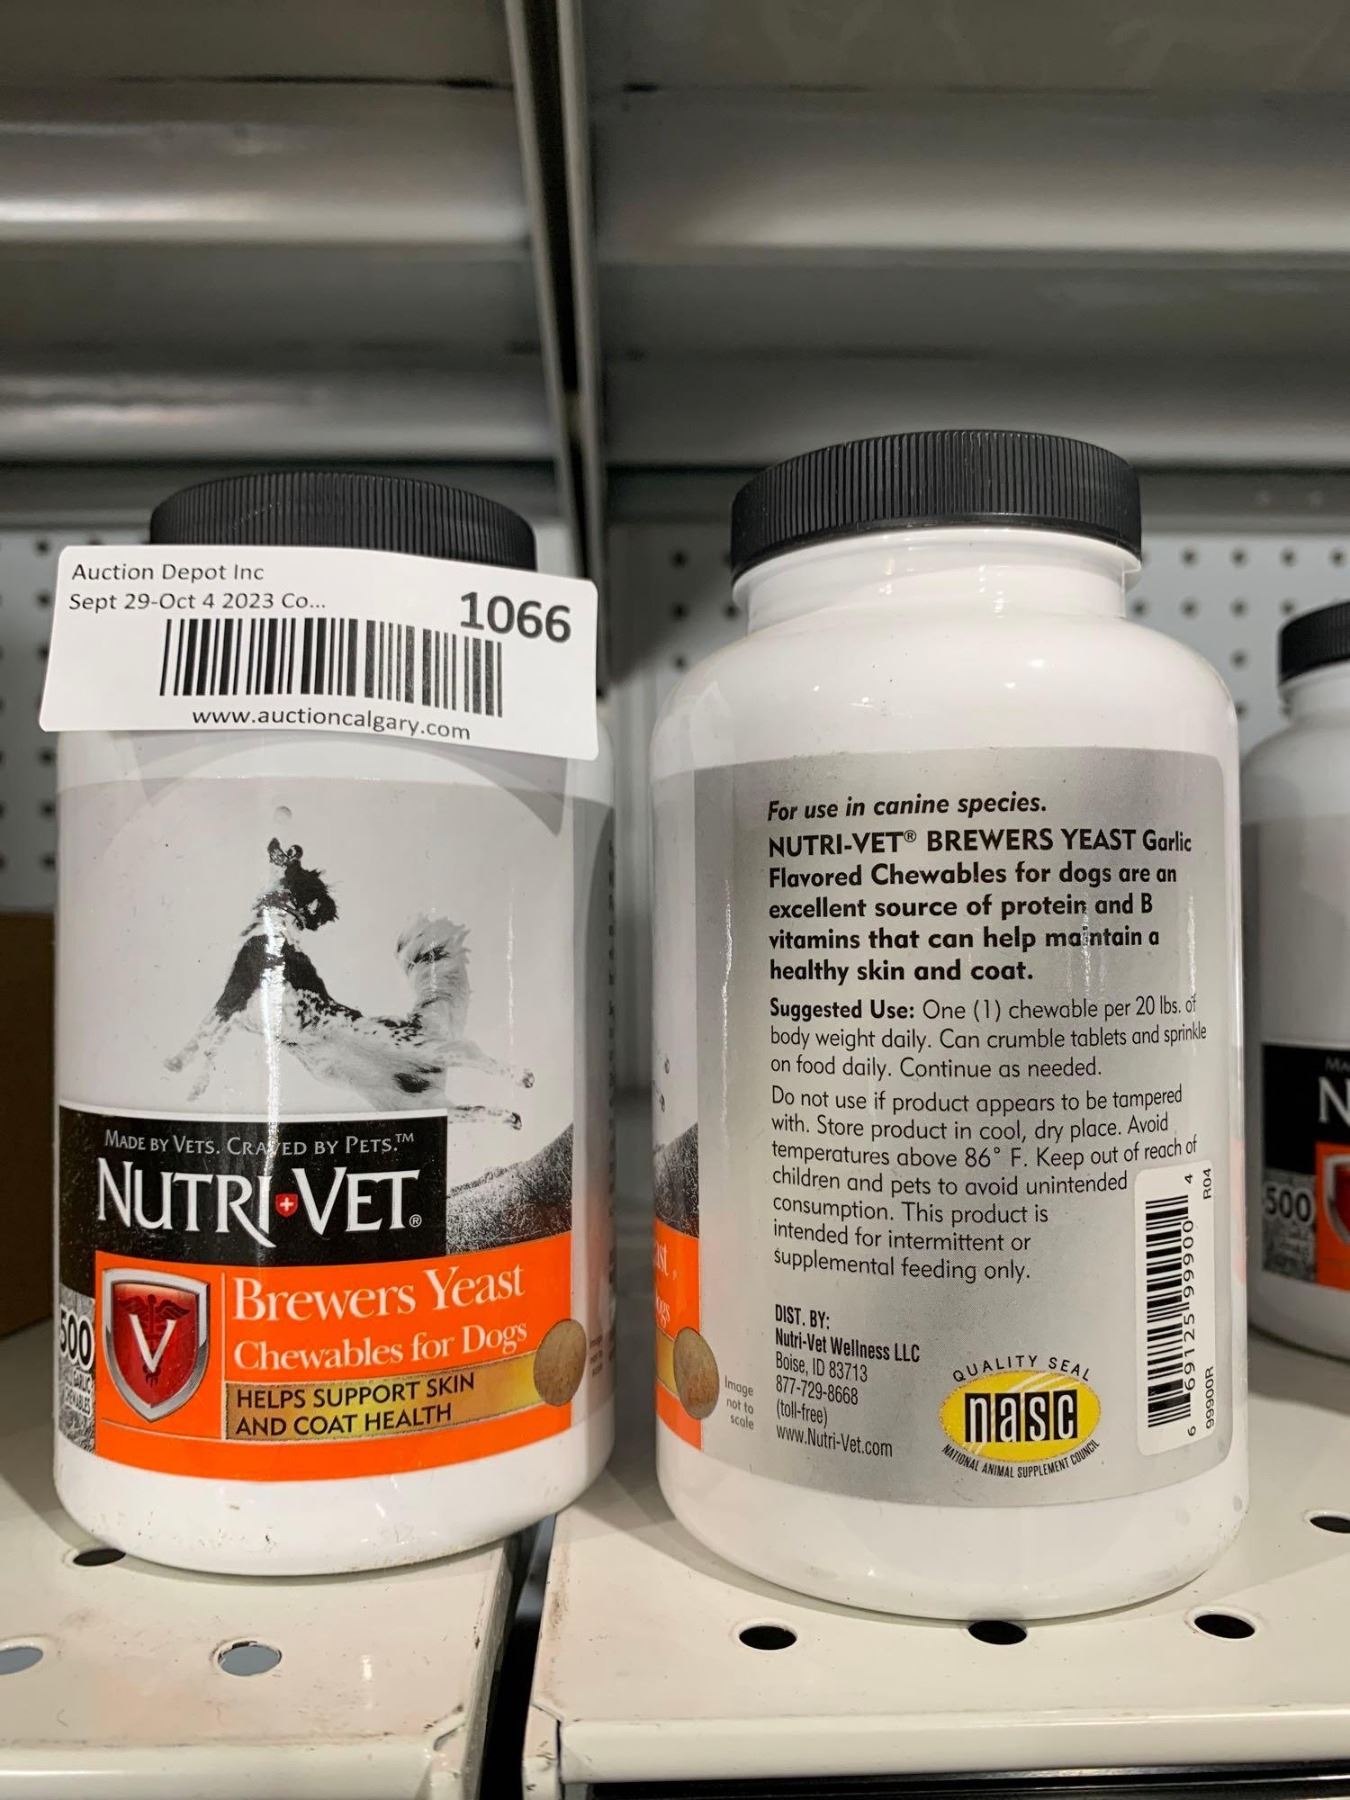 Auction Depot Inc
Sept 29-Oct 4 2023 Co...
1066
www.auctioncalgary.com
MADE BY VETS. CRAVED BY PETS.™
NUTRI-VET®
Brewers Yeast
Chewables for Dogs
HELPS SUPPORT SKIN
AND COAT HEALTH
500
GARLIC
CHEWABLES
V
For use in canine species.
NUTRI-VET® BREWERS YEAST Garlic
Flavored Chewables for dogs are an
excellent source of protein and B
vitamins that can help maintain a
healthy skin and coat.
Suggested Use: One (1) chewable per 20 lbs. of
body weight daily. Can crumble tablets and sprinkle
on food daily. Continue as needed.
Do not use if product appears to be tampered
with. Store product in cool, dry place. Avoid
temperatures above 86° F. Keep out of reach of
children and pets to avoid unintended
consumption. This product is
intended for intermittent or
supplemental feeding only.
DIST. BY:
Nutri-Vet Wellness LLC
Boise, ID 83713
877-729-8668
(toll-free)
www.Nutri-Vet.com
Image
not to
scale
QUALITY SEAL
nasc
NATIONAL ANIMAL SUPPLEMENT COUNCIL
6 69125 99900 4
99900R R04
500
N